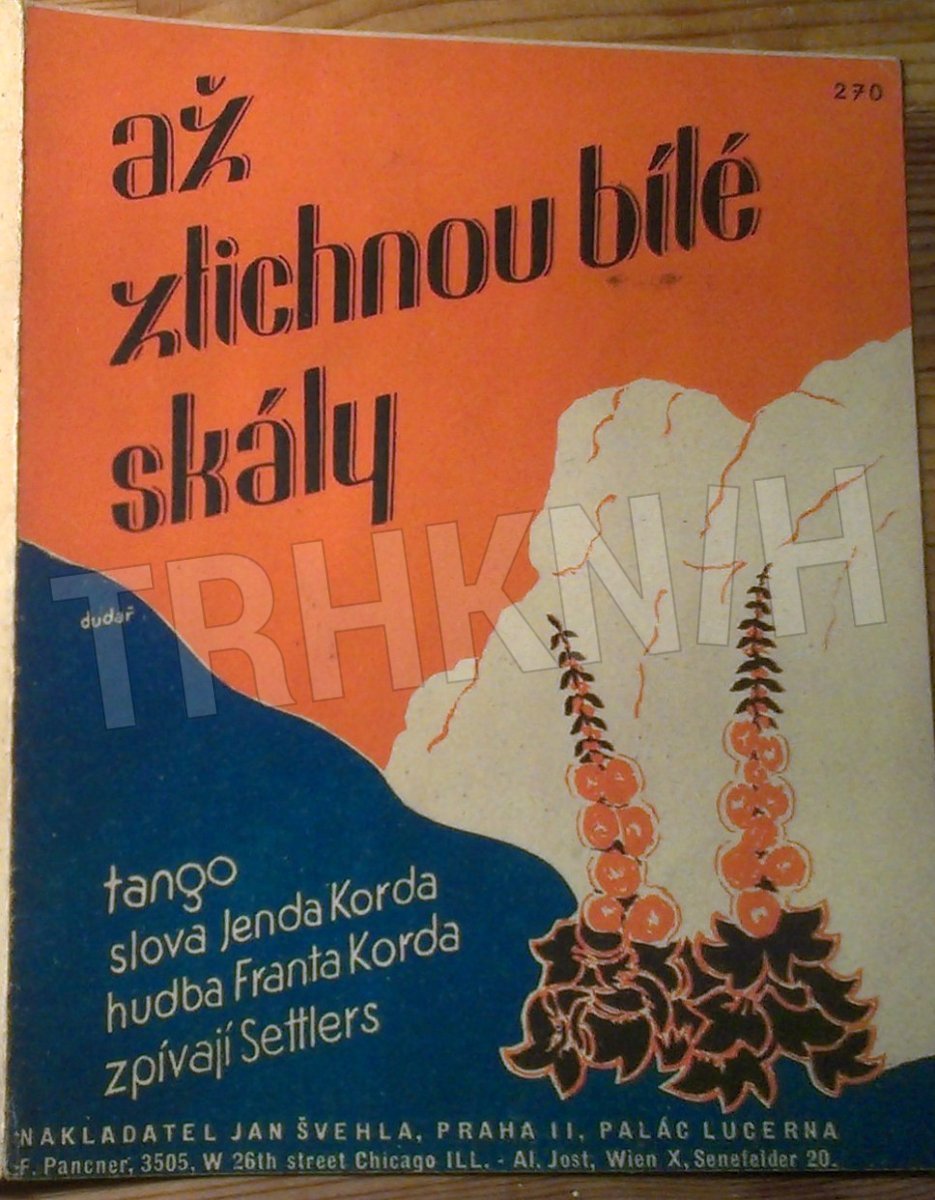 270
až
ztichnou bílé
skály
TRHKNIH
dudař
tango
slova Jenda Korda
hudba Franta Korda
zpívají Settlers
NAKLADATEL JAN ŠVEHLA, PRAHA II, PALÁC LUCERNA
F. Pancner, 3505, W 26th street Chicago ILL. - Al. Jost, Wien X, Senefelder 20.